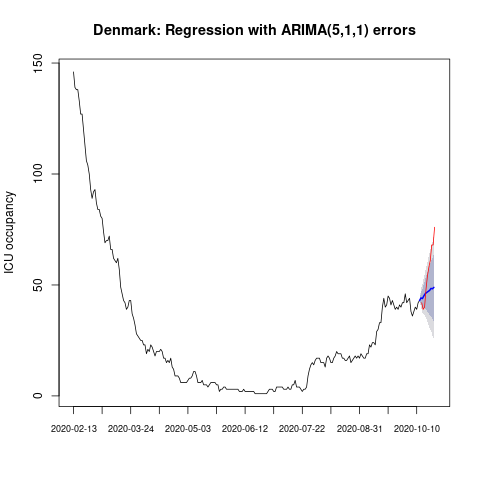 Denmark: Regression with ARIMA(5,1,1) errors
ICU occupancy
150
100
50
0
2020-02-13 2020-03-24 2020-05-03 2020-06-12 2020-07-22 2020-08-31 2020-10-10